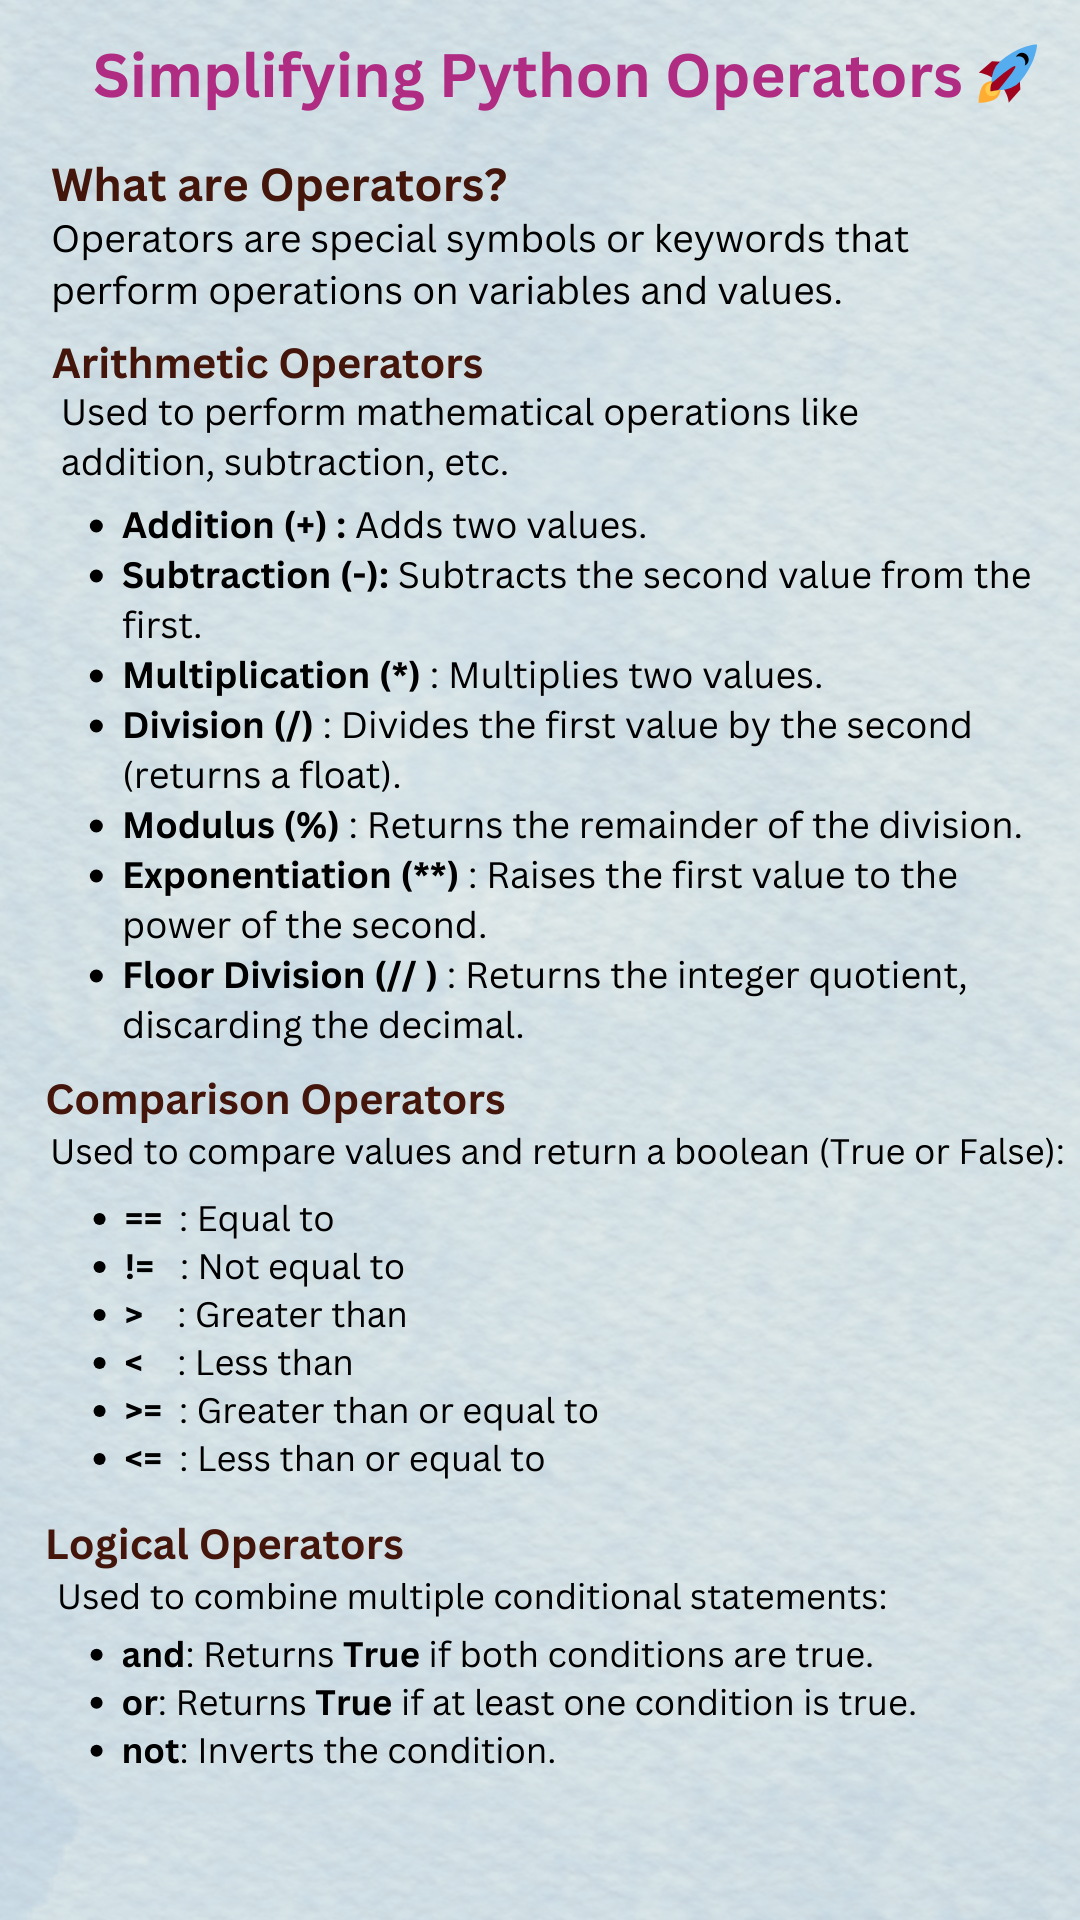 Simplifying Python Operators 🚀
What are Operators?
Operators are special symbols or keywords that
perform operations on variables and values.
Arithmetic Operators
Used to perform mathematical operations like
addition, subtraction, etc.
• Addition (+) : Adds two values.
• Subtraction (-): Subtracts the second value from the
first.
• Multiplication (*) : Multiplies two values.
• Division (/) : Divides the first value by the second
(returns a float).
• Modulus (%) : Returns the remainder of the division.
• Exponentiation (**) : Raises the first value to the
power of the second.
• Floor Division (// ) : Returns the integer quotient,
discarding the decimal.
Comparison Operators
Used to compare values and return a boolean (True or False):
• == : Equal to
• != : Not equal to
• > : Greater than
• < : Less than
• >= : Greater than or equal to
• <= : Less than or equal to
Logical Operators
Used to combine multiple conditional statements:
• and: Returns True if both conditions are true.
• or: Returns True if at least one condition is true.
• not: Inverts the condition.